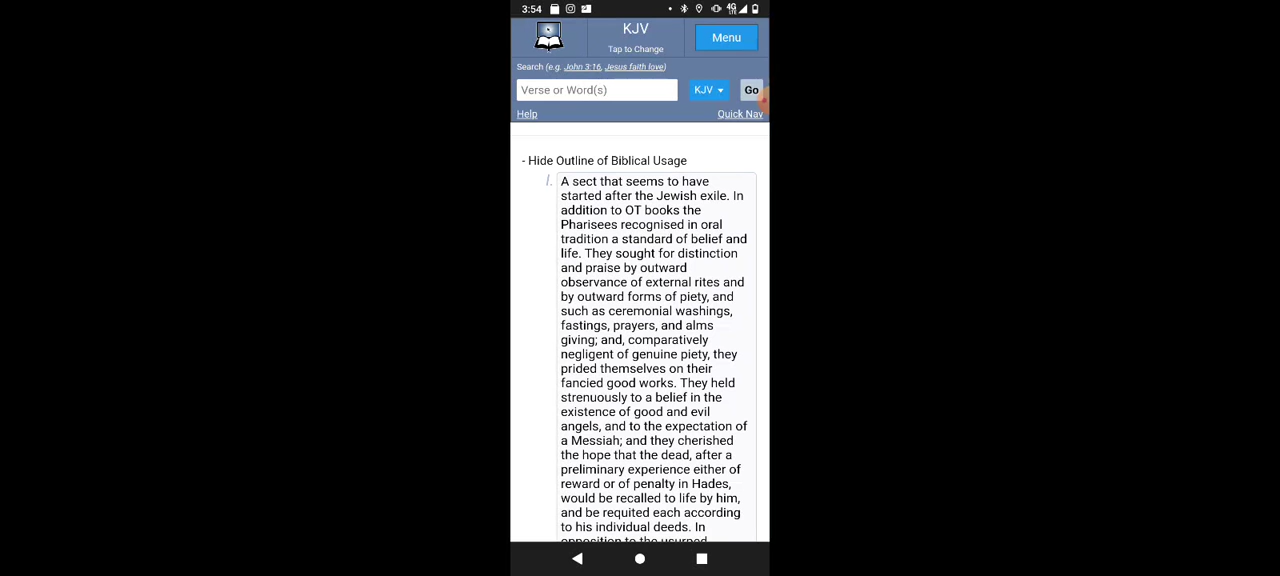 3:54
4G
KJV
Tap to Change
Menu
Search (e.g. John 3:16, Jesus faith love)
Verse or Word(s)
KJV
Go
Help
Quick Nav
- Hide Outline of Biblical Usage
I. A sect that seems to have
started after the Jewish exile. In
addition to OT books the
Pharisees recognised in oral
tradition a standard of belief and
life. They sought for distinction
and praise by outward
observance of external rites and
by outward forms of piety, and
such as ceremonial washings,
fastings, prayers, and alms
giving; and, comparatively
negligent of genuine piety, they
prided themselves on their
fancied good works. They held
strenuously to a belief in the
existence of good and evil
angels, and to the expectation of
a Messiah; and they cherished
the hope that the dead, after a
preliminary experience either of
reward or of penalty in Hades,
would be recalled to life by him,
and be requited each according
to his individual deeds. In
opposition to the usurped